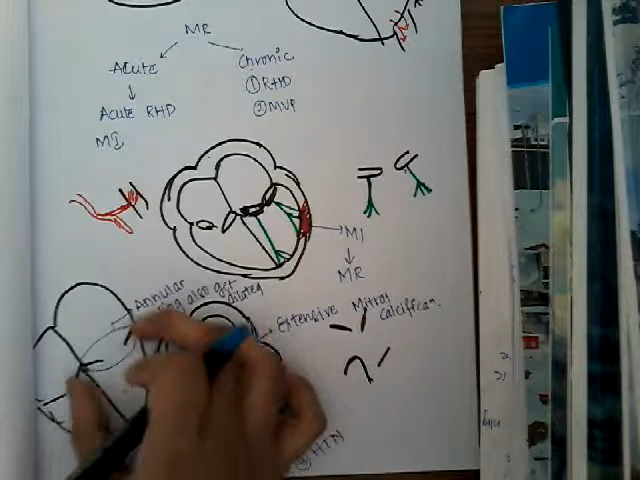 MR
Acute
Chronic
① RHD
② MVP
Acute RHD
MI
MI
MR
Annular
ring also get
dilated
Extensive Mitral
calcification.
HTN